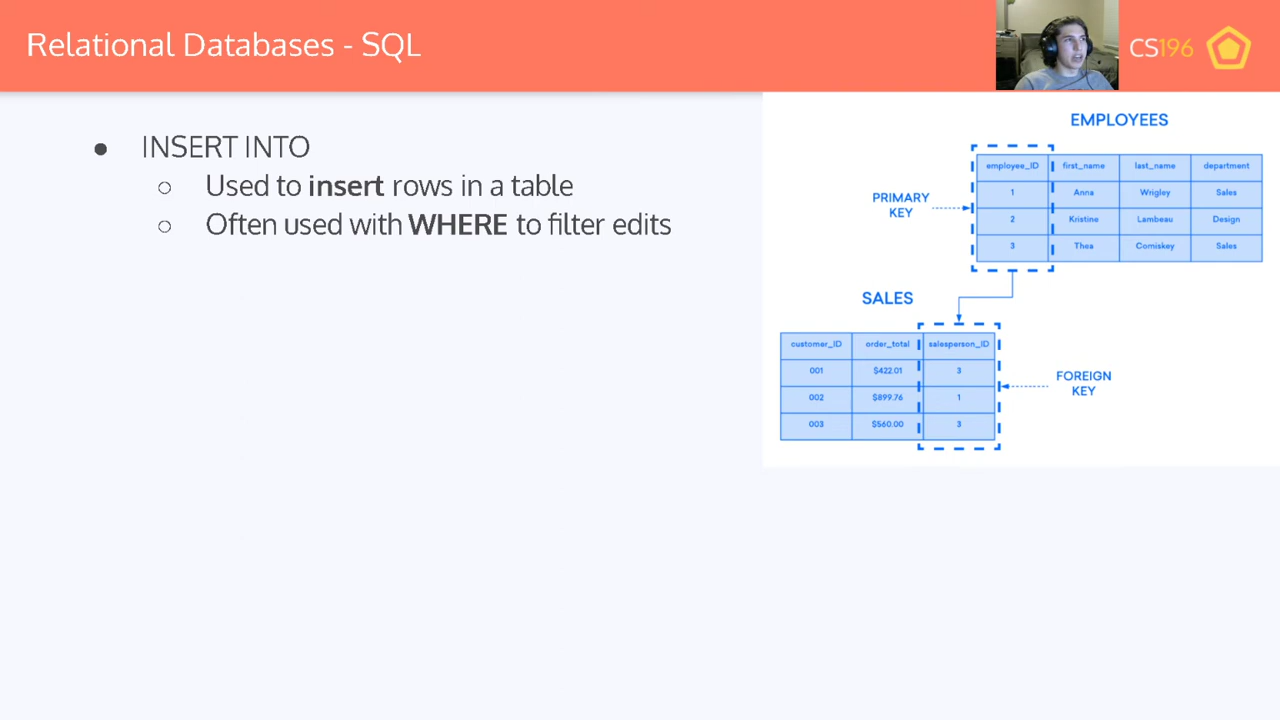 Relational Databases - SQL
CS196
● INSERT INTO
○ Used to insert rows in a table
○ Often used with WHERE to filter edits
EMPLOYEES
employee_ID first_name last_name department
1 Anna Wrigley Sales
2 Kristine Lambeau Design
3 Thea Comiskey Sales
PRIMARY
KEY
SALES
customer_ID order_total salesperson_ID
001 $422.01 3
002 $899.76 1
003 $560.00 3
FOREIGN
KEY